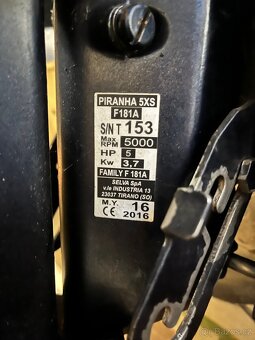 PIRANHA 5XS
F181A
S/N T 153
Max. RPM 5000
HP 5
Kw 3,7
FAMILY F 181A
SELVA SpA
v.le INDUSTRIA 13
23037 TIRANO (SO)
M.Y. 16
CE 2016